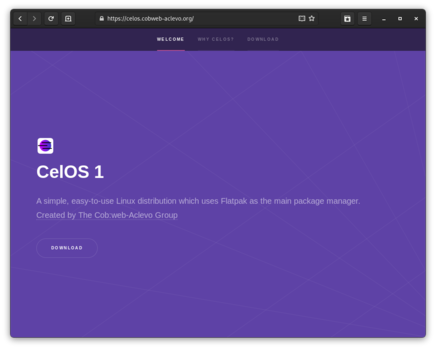 https://celos.cobweb-aclevo.org/
WELCOME WHY CELOS? DOWNLOAD
CelOS 1
A simple, easy-to-use Linux distribution which uses Flatpak as the main package manager.
Created by The Cob:web-Aclevo Group
DOWNLOAD